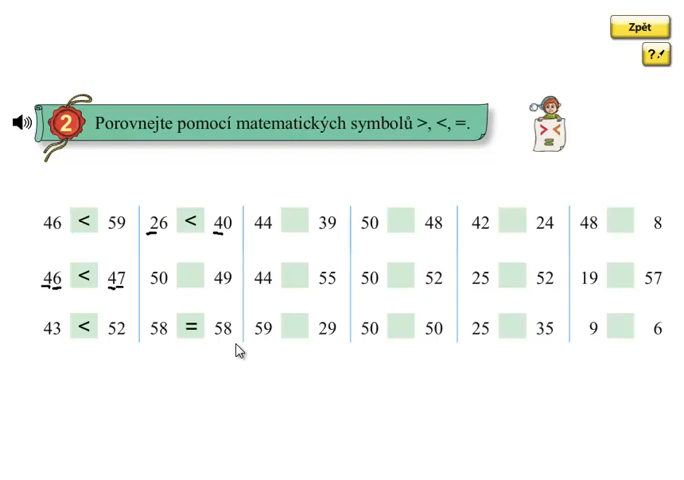 Zpět
?
2 Porovnejte pomocí matematických symbolů >, <, =.
> <
=
46 < 59 26 < 40 44 39 50 48 42 24 48 8
46 < 47 50 49 44 55 50 52 25 52 19 57
43 < 52 58 = 58 59 29 50 50 25 35 9 6